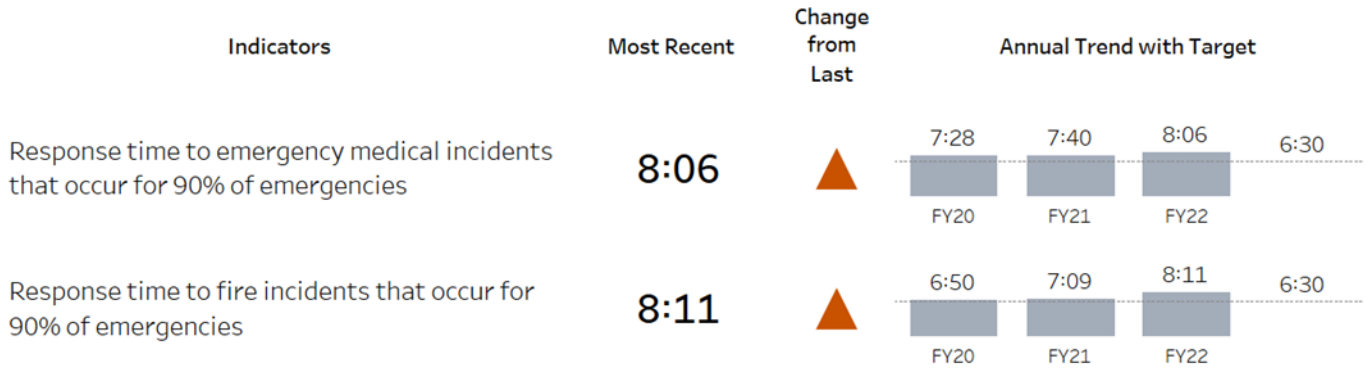 Indicators
Most Recent
Change
from
Last
Annual Trend with Target
Response time to emergency medical incidents
that occur for 90% of emergencies
8:06
7:28
7:40
8:06
6:30
FY20
FY21
FY22
Response time to fire incidents that occur for
90% of emergencies
8:11
6:50
7:09
8:11
6:30
FY20
FY21
FY22